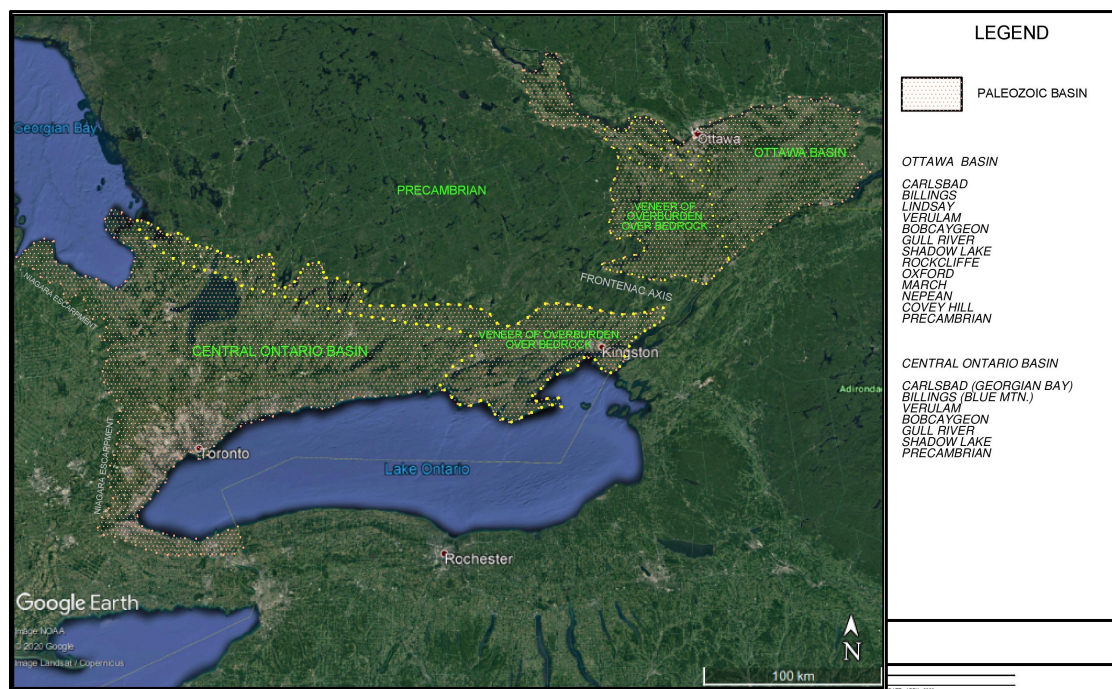 LEGEND
PALEOZOIC BASIN
OTTAWA BASIN
CARLSBAD
BILLINGS
LINDSAY
VERULAM
BOBCAYGEON
GULL RIVER
SHADOW LAKE
ROCKCLIFFE
OXFORD
MARCH
NEPEAN
COVEY HILL
PRECAMBRIAN
CENTRAL ONTARIO BASIN
CARLSBAD (GEORGIAN BAY)
BILLINGS (BLUE MTN.)
VERULAM
BOBCAYGEON
GULL RIVER
SHADOW LAKE
PRECAMBRIAN
Georgian Bay
Ottawa
OTTAWA BASIN
PRECAMBRIAN
VENEER OF
OVERBURDEN
OVER BEDROCK
FRONTENAC AXIS
NIAGARA ESCARPMENT
VENEER OF OVERBURDEN
OVER BEDROCK
Kingston
CENTRAL ONTARIO BASIN
NIAGARA ESCARPMENT
Toronto
Lake Ontario
Rochester
Google Earth
Image NOAA
© 2020 Google
Image Landsat / Copernicus
N
100 km